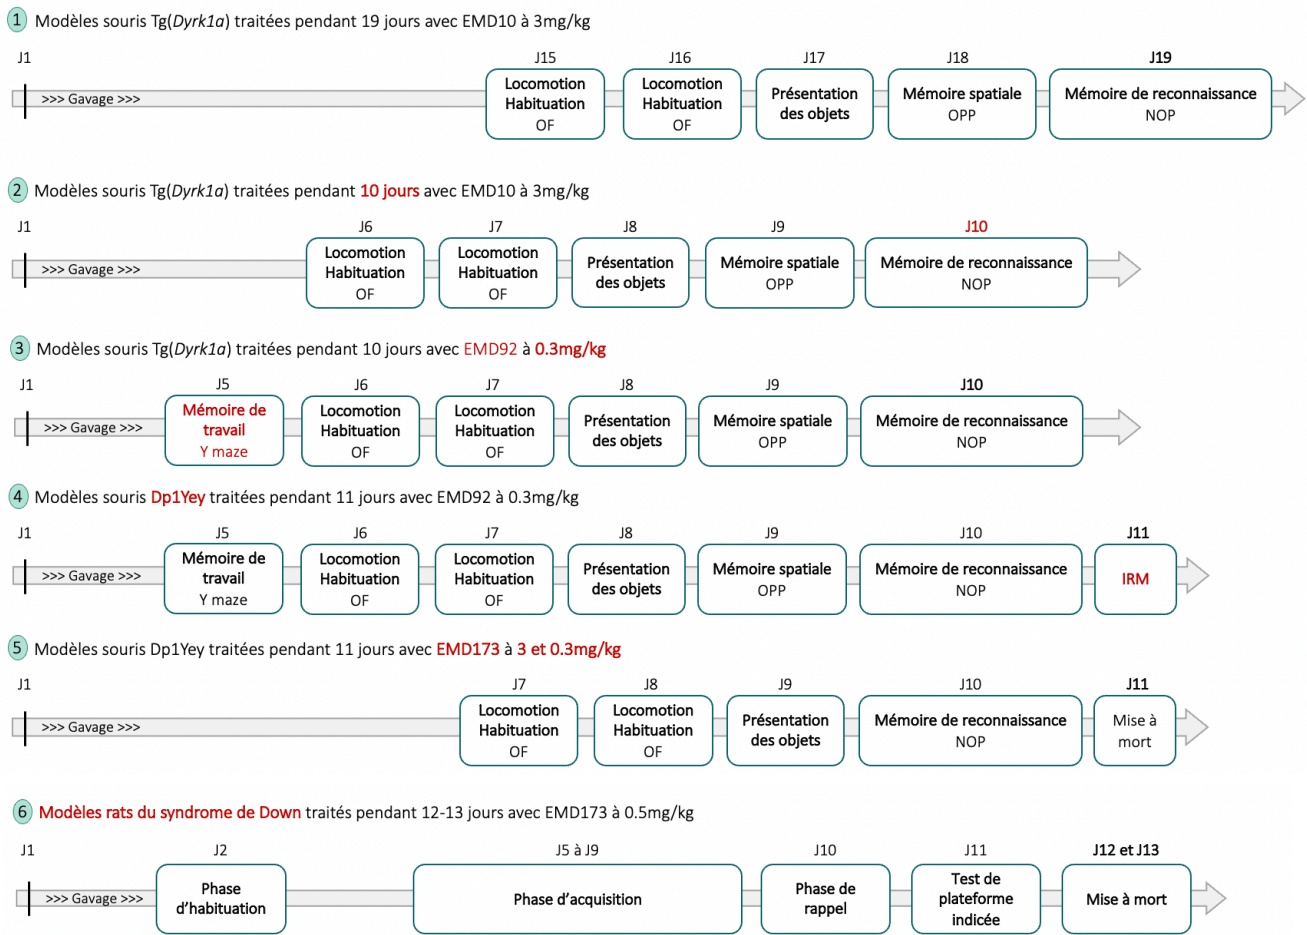 1 Modèles souris Tg(Dyrk1a) traitées pendant 19 jours avec EMD10 à 3mg/kg
J1 J15 J16 J17 J18 J19
>>> Gavage >>>
Locomotion
Habituation
OF
Locomotion
Habituation
OF
Présentation
des objets
Mémoire spatiale
OPP
Mémoire de reconnaissance
NOP
2 Modèles souris Tg(Dyrk1a) traitées pendant 10 jours avec EMD10 à 3mg/kg
J1 J6 J7 J8 J9 J10
>>> Gavage >>>
Locomotion
Habituation
OF
Locomotion
Habituation
OF
Présentation
des objets
Mémoire spatiale
OPP
Mémoire de reconnaissance
NOP
3 Modèles souris Tg(Dyrk1a) traitées pendant 10 jours avec EMD92 à 0.3mg/kg
J1 J5 J6 J7 J8 J9 J10
>>> Gavage >>>
Mémoire de
travail
Y maze
Locomotion
Habituation
OF
Locomotion
Habituation
OF
Présentation
des objets
Mémoire spatiale
OPP
Mémoire de reconnaissance
NOP
4 Modèles souris Dp1Yey traitées pendant 11 jours avec EMD92 à 0.3mg/kg
J1 J5 J6 J7 J8 J9 J10 J11
>>> Gavage >>>
Mémoire de
travail
Y maze
Locomotion
Habituation
OF
Locomotion
Habituation
OF
Présentation
des objets
Mémoire spatiale
OPP
Mémoire de reconnaissance
NOP
IRM
5 Modèles souris Dp1Yey traitées pendant 11 jours avec EMD173 à 3 et 0.3mg/kg
J1 J7 J8 J9 J10 J11
>>> Gavage >>>
Locomotion
Habituation
OF
Locomotion
Habituation
OF
Présentation
des objets
Mémoire de reconnaissance
NOP
Mise à
mort
6 Modèles rats du syndrome de Down traités pendant 12-13 jours avec EMD173 à 0.5mg/kg
J1 J2 J5 à J9 J10 J11 J12 et J13
>>> Gavage >>>
Phase
d'habituation
Phase d'acquisition
Phase de
rappel
Test de
plateforme
indicée
Mise à mort